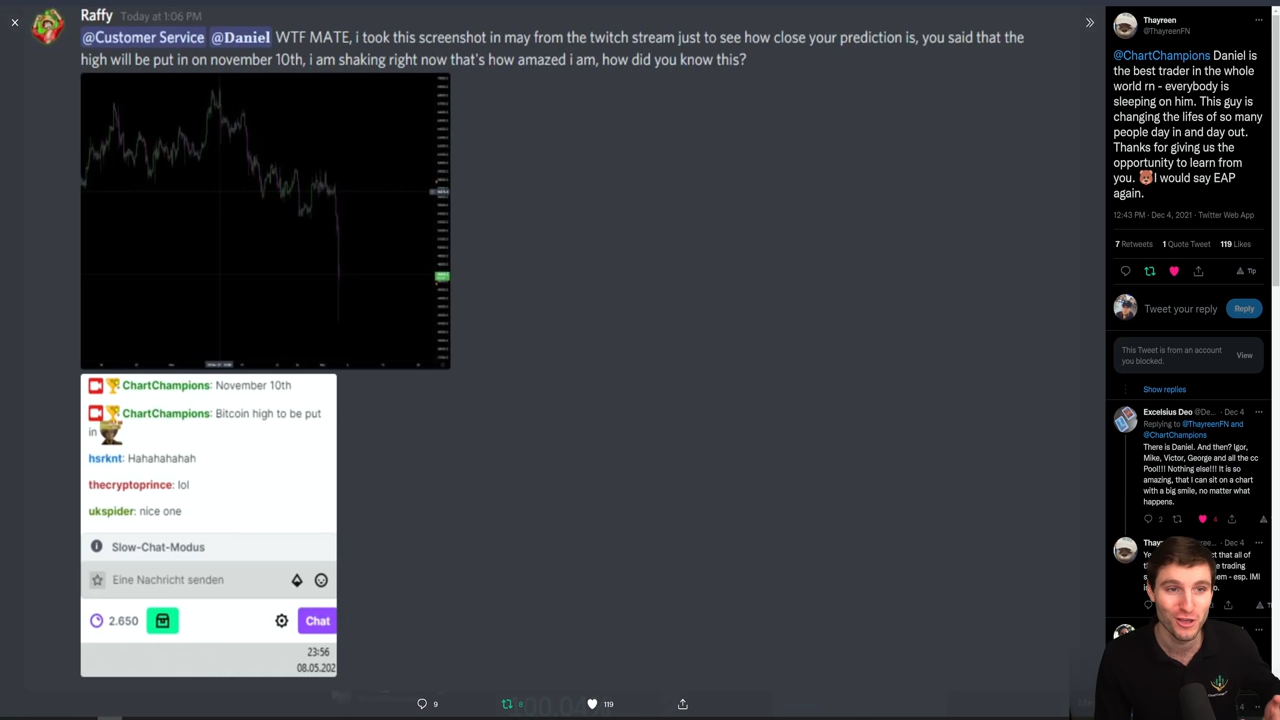 Raffy Today at 1:06 PM
@Customer Service @Daniel WTF MATE, i took this screenshot in may from the twitch stream just to see how close your prediction is, you said that the
high will be put in on november 10th, i am shaking right now that's how amazed i am, how did you know this?
ChartChampions: November 10th
ChartChampions: Bitcoin high to be put
in
hsrknt: Hahahahahah
thecryptoprince: lol
ukspider: nice one
Slow-Chat-Modus
Eine Nachricht senden
2.650
Chat
23:56
08.05.202
9
8
119
Thayreen
@ThayreenFN
@ChartChampions Daniel is
the best trader in the whole
world rn - everybody is
sleeping on him. This guy is
changing the lifes of so many
people day in and day out.
Thanks for giving us the
opportunity to learn from
you. I would say EAP
again.
12:43 PM · Dec 4, 2021 · Twitter Web App
7 Retweets 1 Quote Tweet 119 Likes
Tip
Tweet your reply
Reply
This Tweet is from an account
you blocked.
View
Show replies
Excelsius Deo @De... · Dec 4
Replying to @ThayreenFN and
@ChartChampions
There is Daniel. And then? Igor,
Mike, Victor, George and all the cc
Pool!!! Nothing else!!! It is so
amazing, that I can sit on a chart
with a big smile, no matter what
happens.
2
4
Dec 4